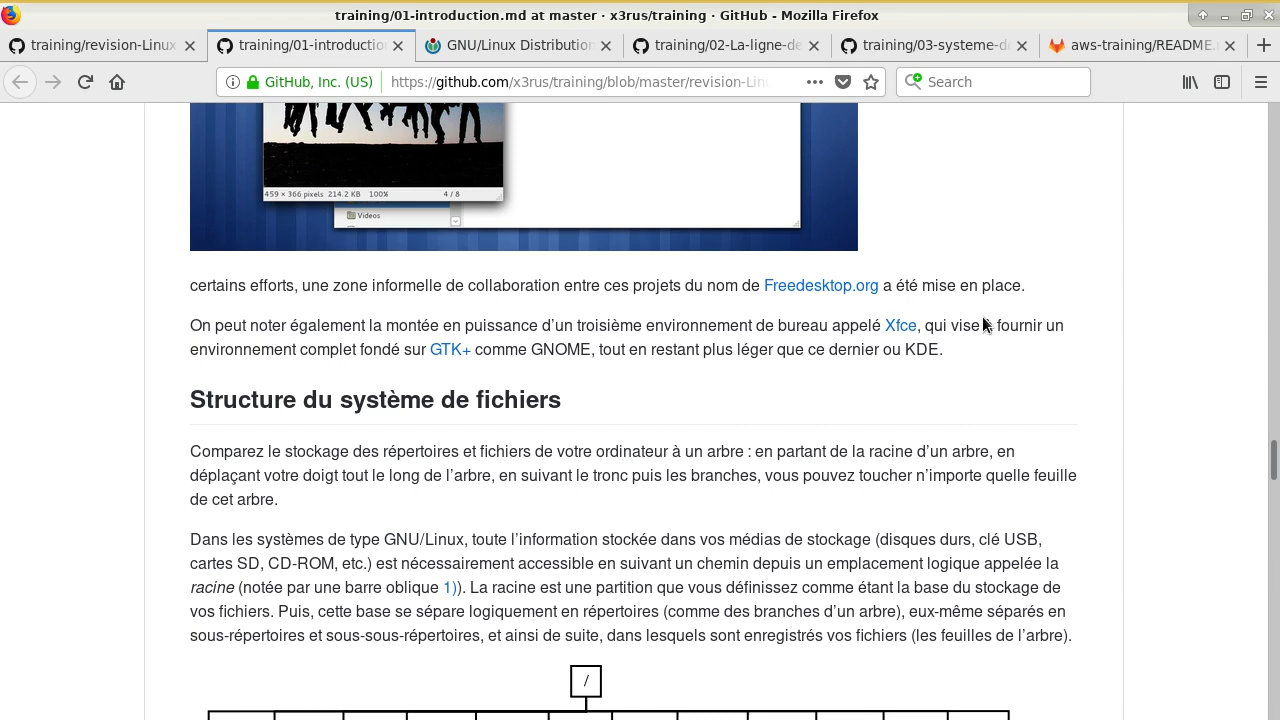 training/01-introduction.md at master · x3rus/training · GitHub - Mozilla Firefox
training/revision-Linux
training/01-introductio
GNU/Linux Distribution
training/02-La-ligne-de
training/03-systeme-d
aws-training/README.
GitHub, Inc. (US)
https://github.com/x3rus/training/blob/master/revision-Lin
Search
459 × 366 pixels 214.2 KB 100% 4 / 8
Videos
certains efforts, une zone informelle de collaboration entre ces projets du nom de Freedesktop.org a été mise en place.
On peut noter également la montée en puissance d’un troisième environnement de bureau appelé Xfce, qui vise fournir un
environnement complet fondé sur GTK+ comme GNOME, tout en restant plus léger que ce dernier ou KDE.
Structure du système de fichiers
Comparez le stockage des répertoires et fichiers de votre ordinateur à un arbre : en partant de la racine d’un arbre, en
déplaçant votre doigt tout le long de l’arbre, en suivant le tronc puis les branches, vous pouvez toucher n’importe quelle feuille
de cet arbre.
Dans les systèmes de type GNU/Linux, toute l’information stockée dans vos médias de stockage (disques durs, clé USB,
cartes SD, CD-ROM, etc.) est nécessairement accessible en suivant un chemin depuis un emplacement logique appelée la
racine (notée par une barre oblique 1)). La racine est une partition que vous définissez comme étant la base du stockage de
vos fichiers. Puis, cette base se sépare logiquement en répertoires (comme des branches d’un arbre), eux-même séparés en
sous-répertoires et sous-sous-répertoires, et ainsi de suite, dans lesquels sont enregistrés vos fichiers (les feuilles de l’arbre).
/